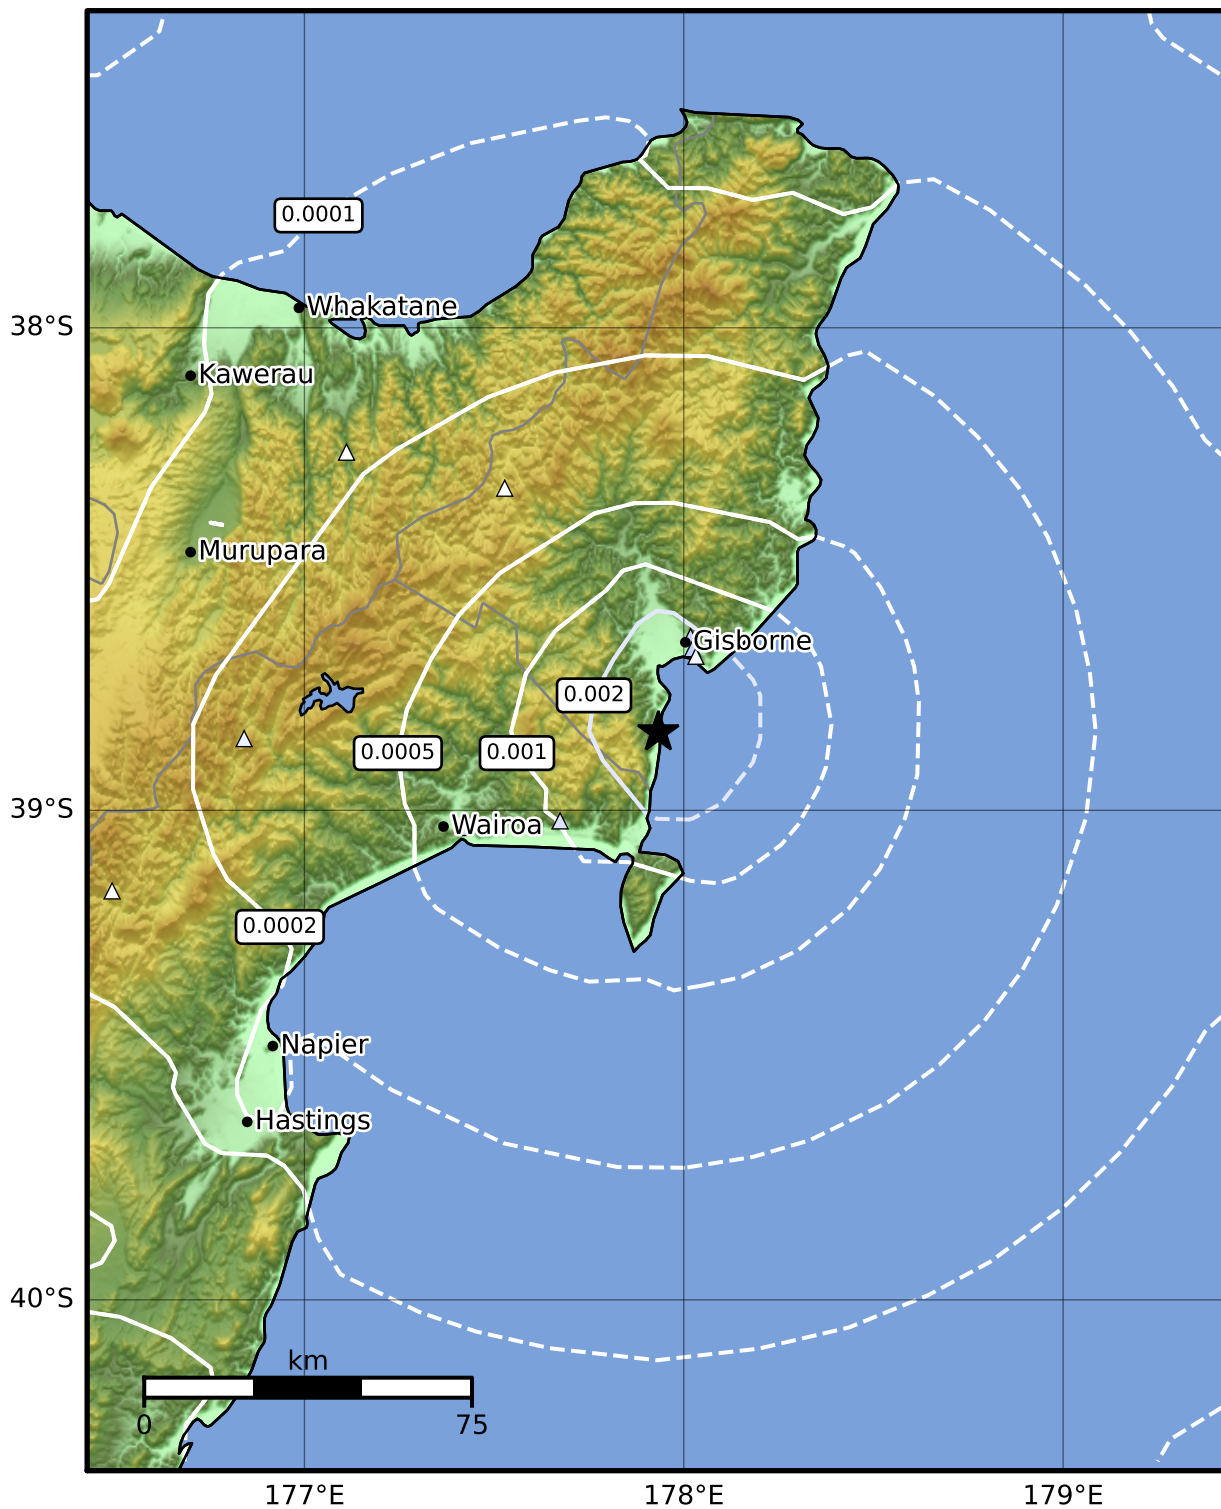 0.0001
Whakatane
38°S
Kawerau
Murupara
Gisborne
0.002
0.0005
0.001
39°S
Wairoa
0.0002
Napier
Hastings
40°S
km
0
75
177°E
178°E
179°E